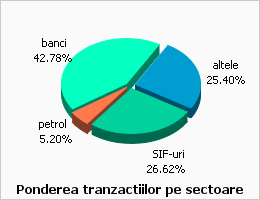 banci
42.78%
altele
25.40%
petrol
5.20%
SIF-uri
26.62%
Ponderea tranzactiilor pe sectoare